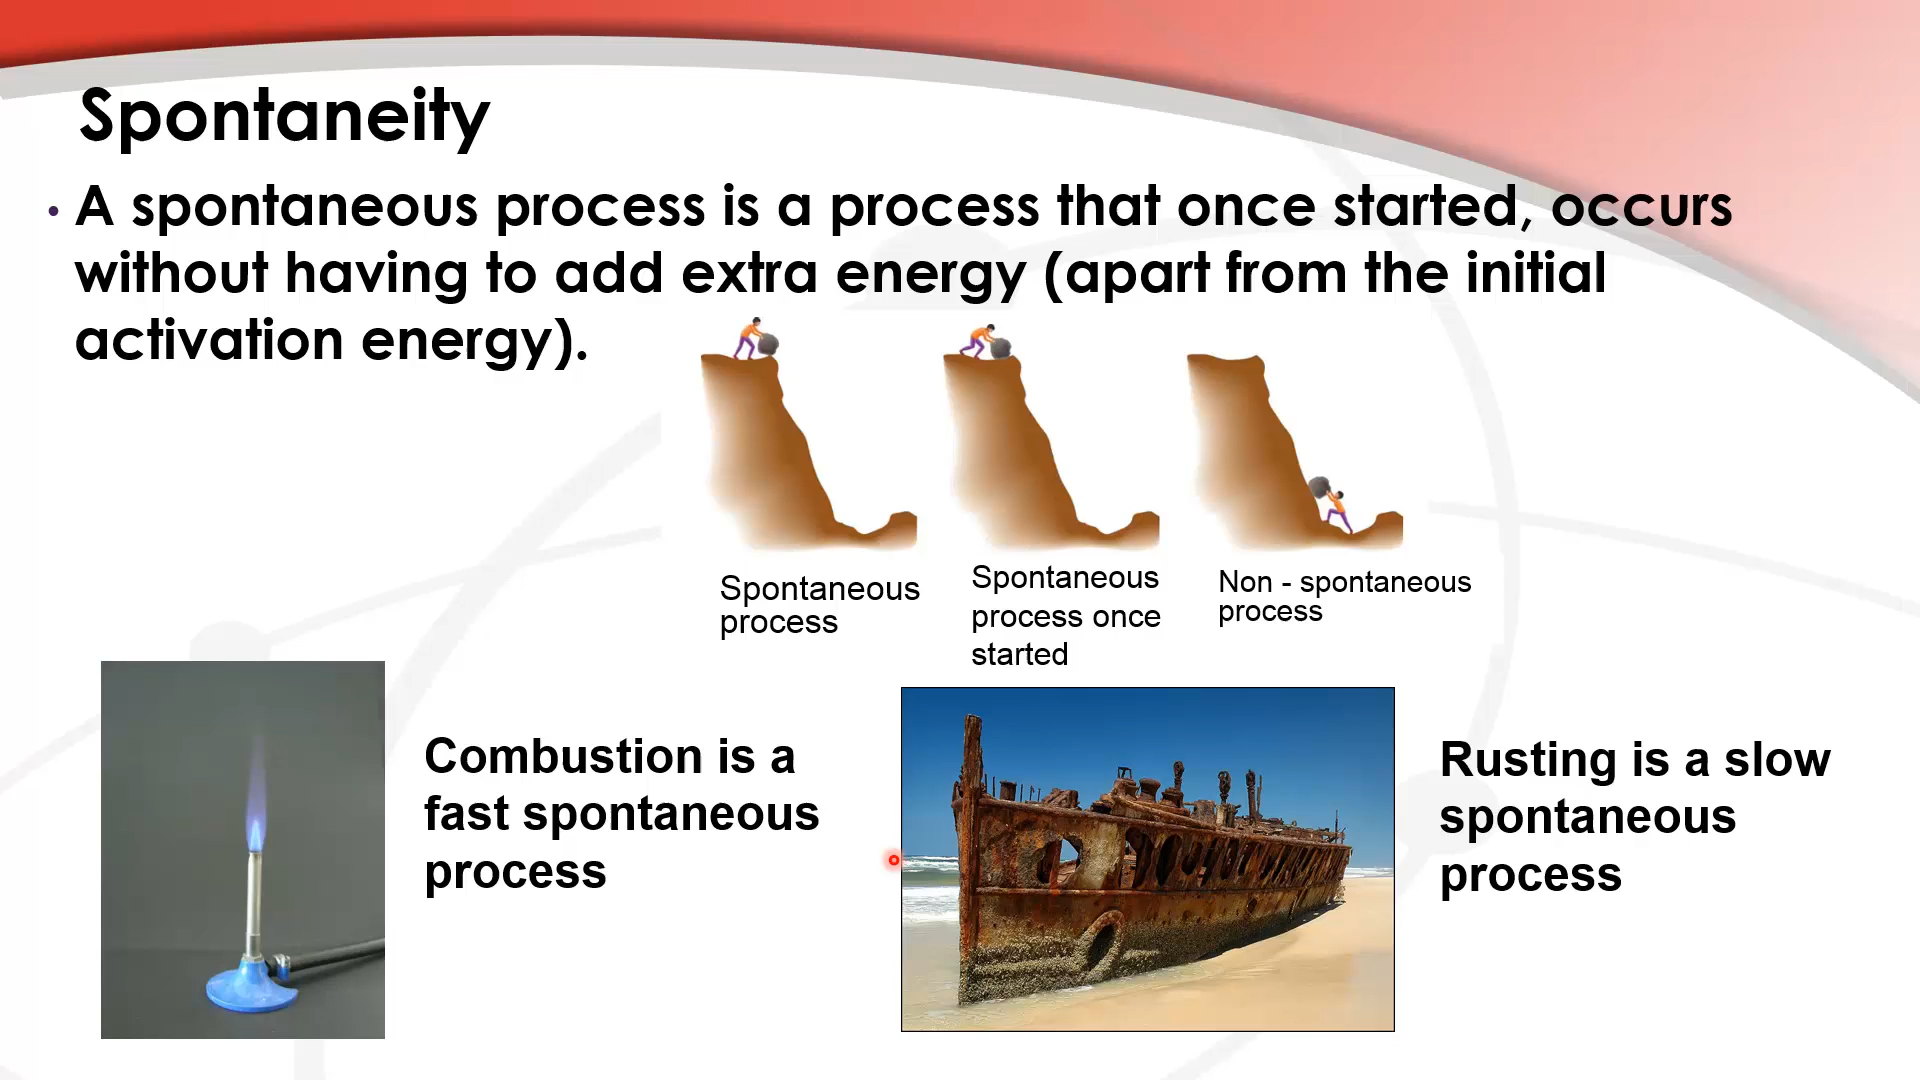 Spontaneity
• A spontaneous process is a process that once started, occurs
without having to add extra energy (apart from the initial
activation energy).
Spontaneous
process
Spontaneous
process once
started
Non - spontaneous
process
Combustion is a
fast spontaneous
process
Rusting is a slow
spontaneous
process